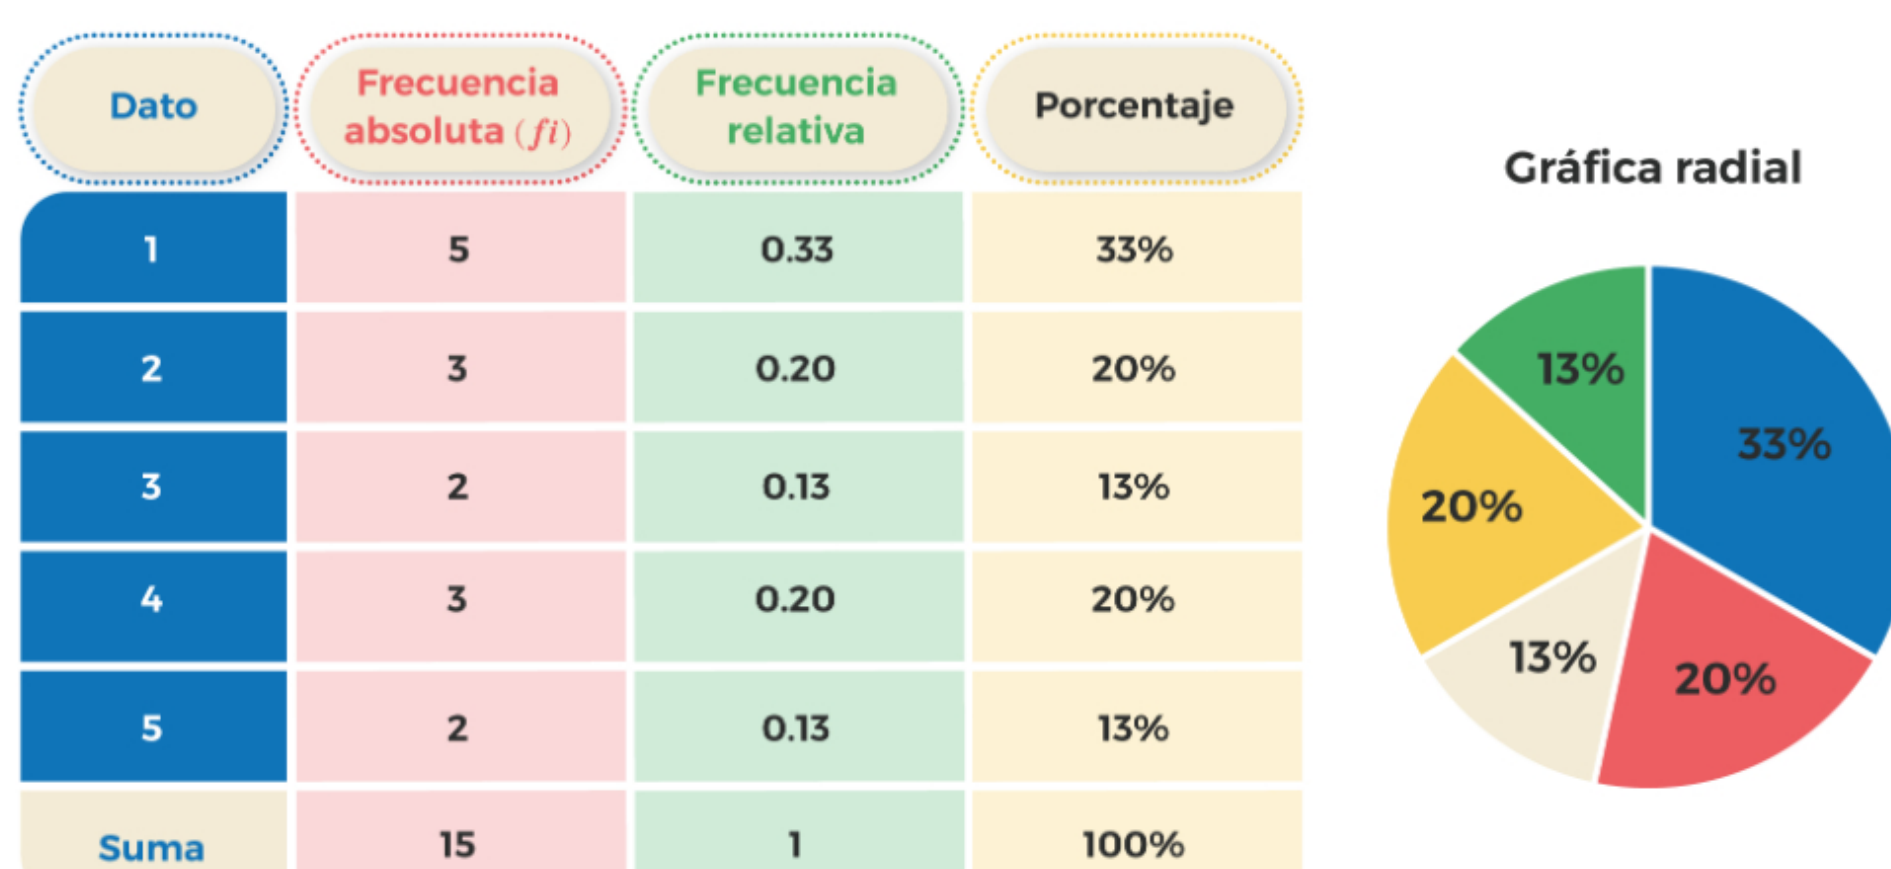 Dato
Frecuencia
absoluta (fi)
Frecuencia
relativa
Porcentaje
1 5 0.33 33%
2 3 0.20 20%
3 2 0.13 13%
4 3 0.20 20%
5 2 0.13 13%
Suma 15 1 100%
Gráfica radial
13%
33%
20%
13%
20%